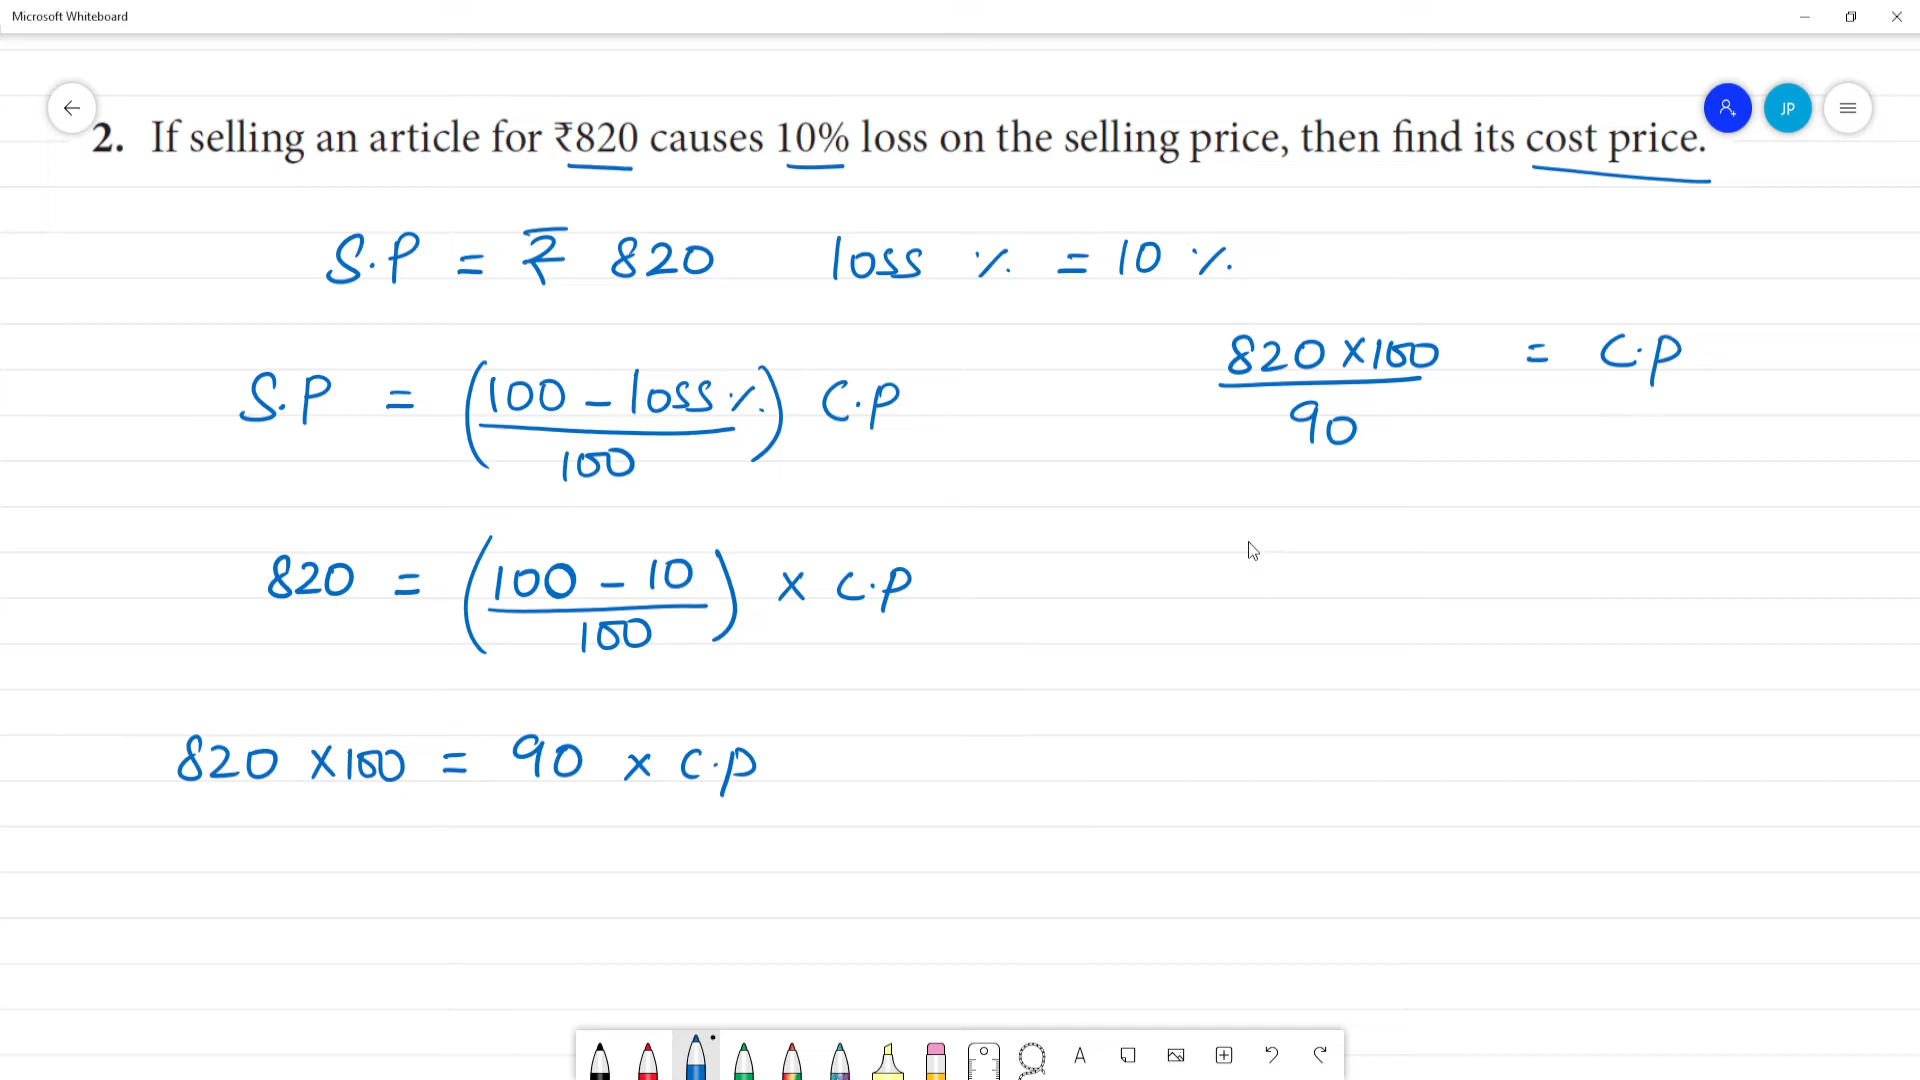 Microsoft Whiteboard
JP
2. If selling an article for ₹820 causes 10% loss on the selling price, then find its cost price.
S.P = ₹ 820 loss % = 10 %
S.P = (100 - loss% / 100) C.P
820 = (100 - 10 / 100) x C.P
820 x 100 = 90 x C.P
820 x 100 / 90 = C.P
A